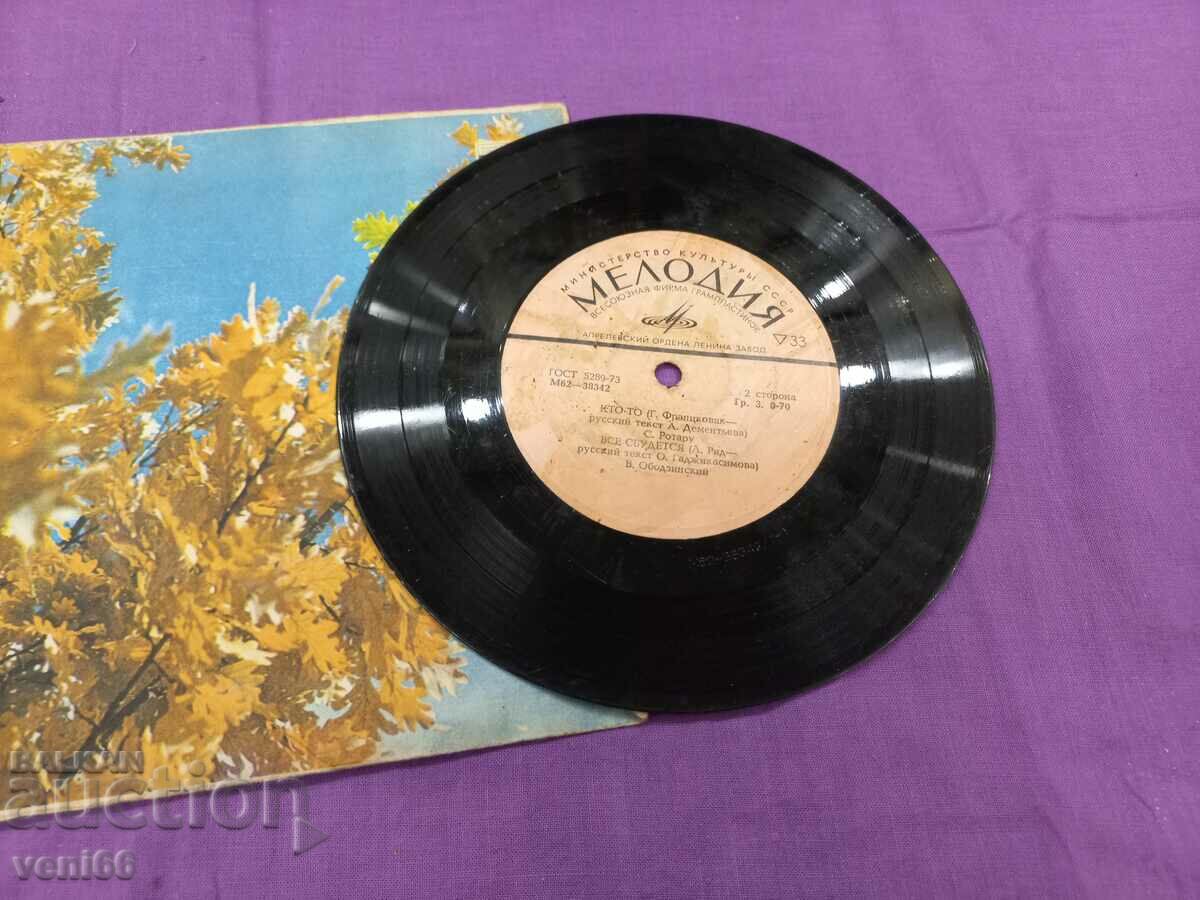 МИНИСТЕРСТВО КУЛЬТУРЫ СССР
МЕЛОДИЯ
ВСЕСОЮЗНАЯ ФИРМА ГРАМПЛАСТИНОК
АПРЕЛЕВСКИЙ ОРДЕНА ЛЕНИНА ЗАВОД
33
ГОСТ 5289-73
М62—38342
2 сторона
Гр. 3. 0-70
КТО-ТО (Г. Францковяк—
русский текст А. Дементьева)
С. Ротару
ВСЕ СБУДЕТСЯ (Л. Рид—
русский текст О. Гаджикасимова)
В. Ободзинский
BALKAN
auction
veni66